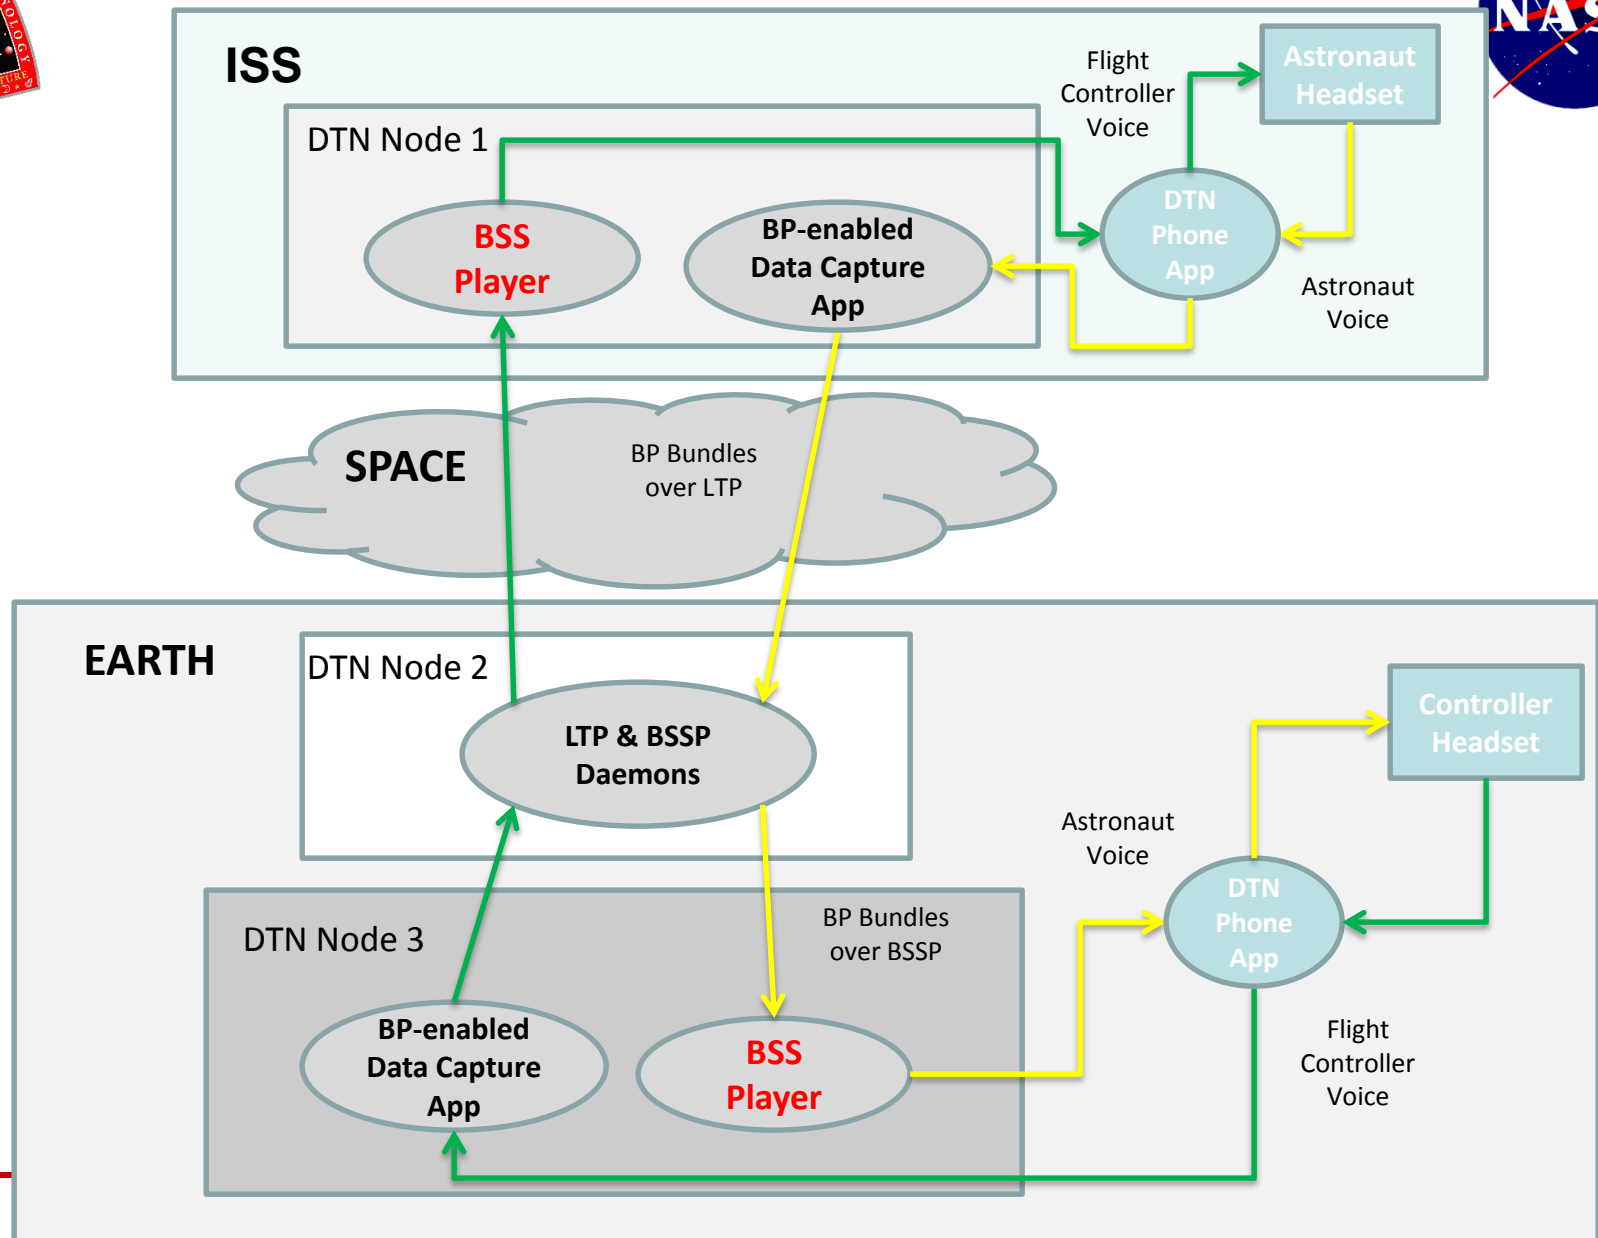 ISS
DTN Node 1
BSS
Player
BP-enabled
Data Capture
App
Flight
Controller
Voice
Astronaut
Headset
DTN
Phone
App
Astronaut
Voice
SPACE
BP Bundles
over LTP
EARTH
DTN Node 2
LTP & BSSP
Daemons
Controller
Headset
Astronaut
Voice
DTN
Phone
App
DTN Node 3
BP Bundles
over BSSP
BP-enabled
Data Capture
App
BSS
Player
Flight
Controller
Voice